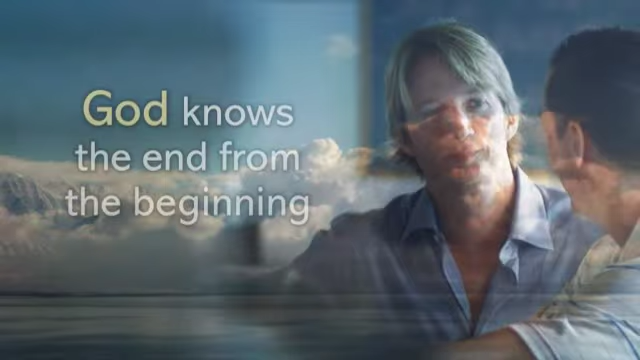 God knows
the end from
the beginning